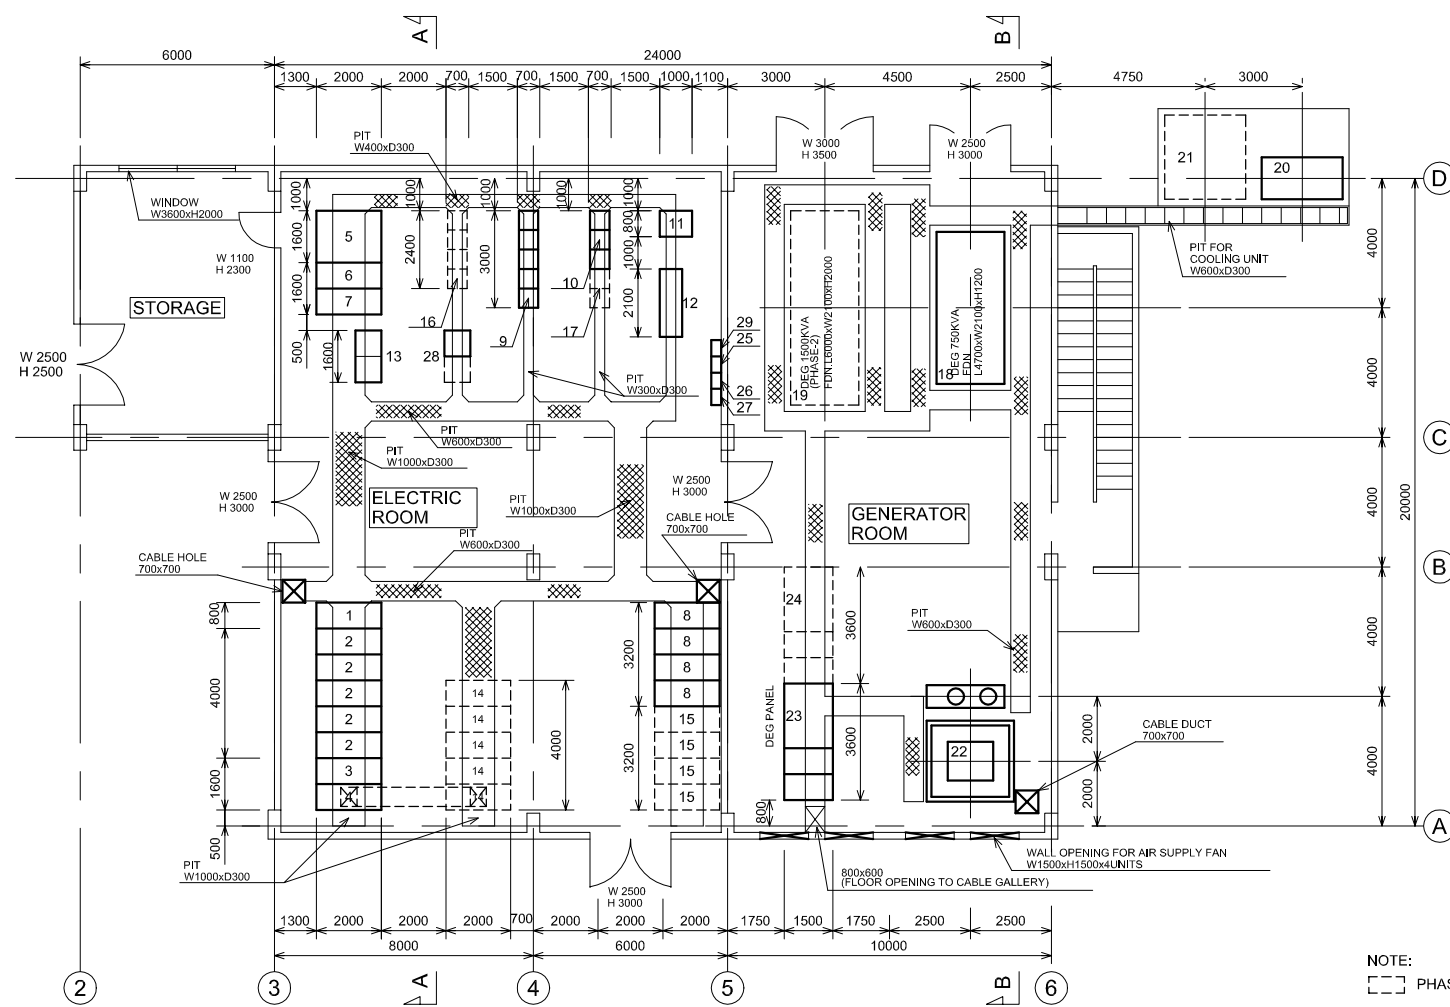 A
B
6000
24000
1300
2000
2000
700
1500
700
1500
700
1500
1000
1100
3000
4500
2500
4750
3000
PIT
W400xD300
W 3000
H 3500
W 2500
H 3000
21
20
D
WINDOW
W3600xH2000
1000
1000
1000
1000
1000
5
1600
2400
3000
800
11
1000
10
W 1100
H 2300
6
7
1600
STORAGE
16
9
17
2100
12
DEG 1500KVA
(PHASE-2)
FDN:L6000xW2100xH2000
19
DEG 750KVA
FDN
L4700xW2100xH1200
18
PIT FOR
COOLING UNIT
W600xD300
4000
W 2500
H 2500
500
1600
13
28
29
25
26
27
PIT
W300xD300
4000
PIT
W600xD300
C
PIT
W1000xD300
W 2500
H 3000
ELECTRIC
ROOM
PIT
W1000xD300
W 2500
H 3000
CABLE HOLE
700x700
GENERATOR
ROOM
4000
20000
PIT
W600xD300
CABLE HOLE
700x700
B
800
1
2
2
2
2
2
3
4
4000
1600
500
14
14
14
14
14
4000
8
8
8
8
3200
15
15
15
15
3200
24
3600
PIT
W600xD300
4000
DEG PANEL
23
3600
800
22
2000
2000
CABLE DUCT
700x700
4000
A
PIT
W1000xD300
WALL OPENING FOR AIR SUPPLY FAN
W1500xH1500x4UNITS
800x600
(FLOOR OPENING TO CABLE GALLERY)
W 2500
H 3000
1300
2000
2000
2000
700
2000
2000
2000
1750
1500
1750
2500
2500
8000
6000
10000
2
3
A
4
5
B
6
NOTE: